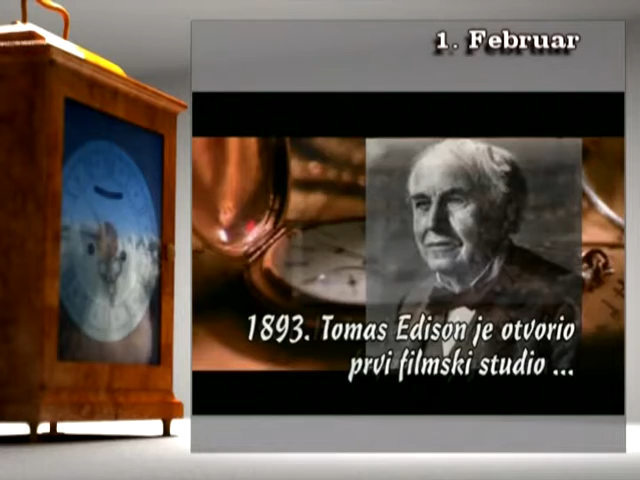 1. Februar
1893. Tomas Edison je otvorio
prvi filmski studio ...